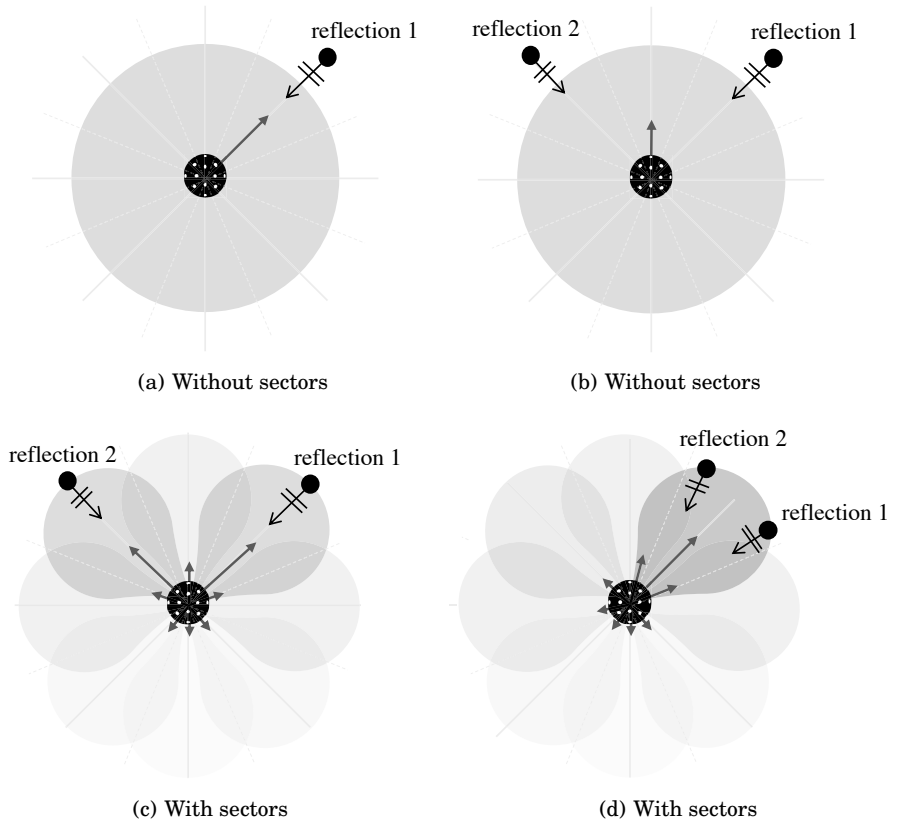 reflection 1
reflection 2
reflection 1
(a) Without sectors
(b) Without sectors
reflection 2
reflection 1
reflection 2
reflection 1
(c) With sectors
(d) With sectors